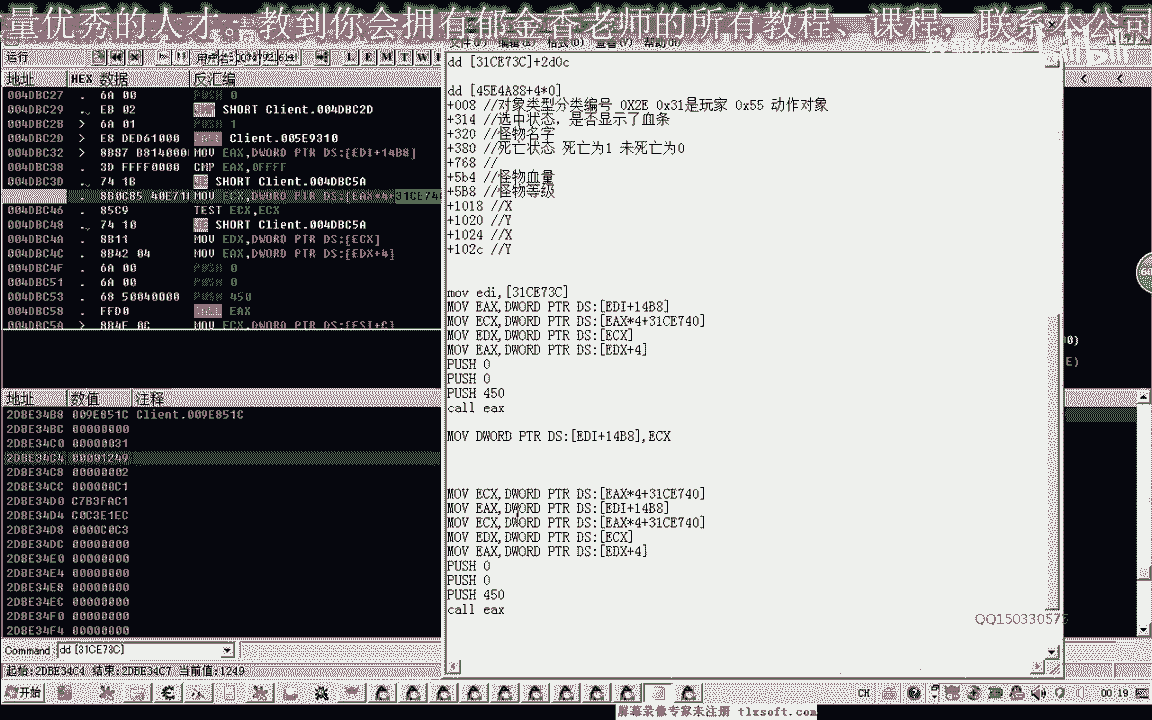 量优秀的人才。教到你会拥有郁金香老师的所有教程、课程，联系本公司
运行
地址 HEX 数据 反汇编
004DBC27 . 6A 00 PUSH 0
004DBC29 . EB 02 SHORT Client.004DBC2D
004DBC2B > 6A 01 PUSH 1
004DBC2D > E8 DED61000 Client.005E9310
004DBC32 > 8B87 B8140000 MOV EAX,DWORD PTR DS:[EDI+14B8]
004DBC38 . 3D FFFF0000 CMP EAX,0FFFF
004DBC3D . 74 1B SHORT Client.004DBC5A
. 8B0C85 40E71 MOV ECX,DWORD PTR DS:[EAX*4+31CE74
004DBC46 . 85C9 TEST ECX,ECX
004DBC48 . 74 10 SHORT Client.004DBC5A
004DBC4A . 8B11 MOV EDX,DWORD PTR DS:[ECX]
004DBC4C . 8B42 04 MOV EAX,DWORD PTR DS:[EDX+4]
004DBC4F . 6A 00 PUSH 0
004DBC51 . 6A 00 PUSH 0
004DBC53 . 68 50040000 PUSH 450
004DBC58 . FFD0 CALL EAX
004DBC5A > 8B4E 0C MOV ECX,DWORD PTR DS:[ESI+C]
地址 数值 注释
2DBE34B8 009E851C Client.009E851C
2DBE34BC 00000000
2DBE34C0 00000031
2DBE34C4 00001249
2DBE34C8 00000002
2DBE34CC 000000C1
2DBE34D0 C7B3FAC1
2DBE34D4 C0C3E1EC
2DBE34D8 0000C0C3
2DBE34DC 00000000
2DBE34E0 00000000
2DBE34E4 00000000
2DBE34E8 00000000
2DBE34EC 00000000
2DBE34F0 00000000
2DBE34F4 00000000
Command: dd [31CE73C]
起始:2DBE34C4 结束:2DBE34C7 当前值:1249
dd [31CE73C]+2d0c
dd [45E4A88+4*0]
+008 //对象类型分类编号 0X2E 0x31是玩家 0x55 动作对象
+314 //选中状态，是否显示了血条
+320 //怪物名字
+380 //死亡状态 死亡为1 未死亡为0
+768 //
+5b4 //怪物血量
+5B8 //怪物等级
+1018 //X
+1020 //Y
+1024 //X
+102c //Y
mov edi,[31CE73C]
MOV EAX,DWORD PTR DS:[EDI+14B8]
MOV ECX,DWORD PTR DS:[EAX*4+31CE740]
MOV EDX,DWORD PTR DS:[ECX]
MOV EAX,DWORD PTR DS:[EDX+4]
PUSH 0
PUSH 0
PUSH 450
call eax
MOV DWORD PTR DS:[EDI+14B8],ECX
MOV ECX,DWORD PTR DS:[EAX*4+31CE740]
MOV EAX,DWORD PTR DS:[EDI+14B8]
MOV ECX,DWORD PTR DS:[EAX*4+31CE740]
MOV EDX,DWORD PTR DS:[ECX]
MOV EAX,DWORD PTR DS:[EDX+4]
PUSH 0
PUSH 0
PUSH 450
call eax
开始
CH
00:19
屏幕录像专家未注册 tlxsoft.com